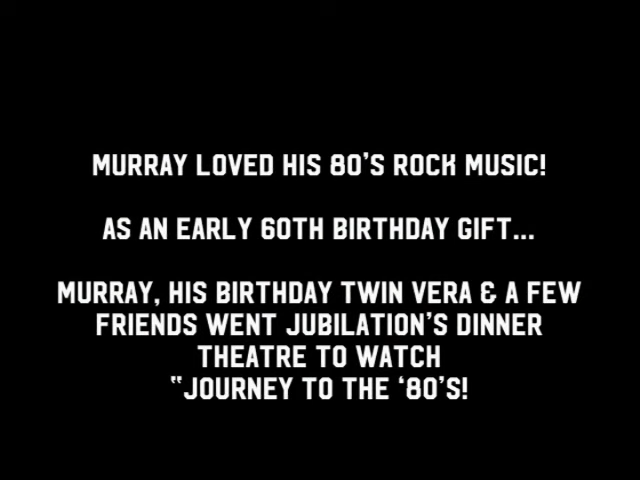 MURRAY LOVED HIS 80'S ROCK MUSIC!
AS AN EARLY 60TH BIRTHDAY GIFT...
MURRAY, HIS BIRTHDAY TWIN VERA & A FEW
FRIENDS WENT JUBILATION'S DINNER
THEATRE TO WATCH
“JOURNEY TO THE ‘80’S!